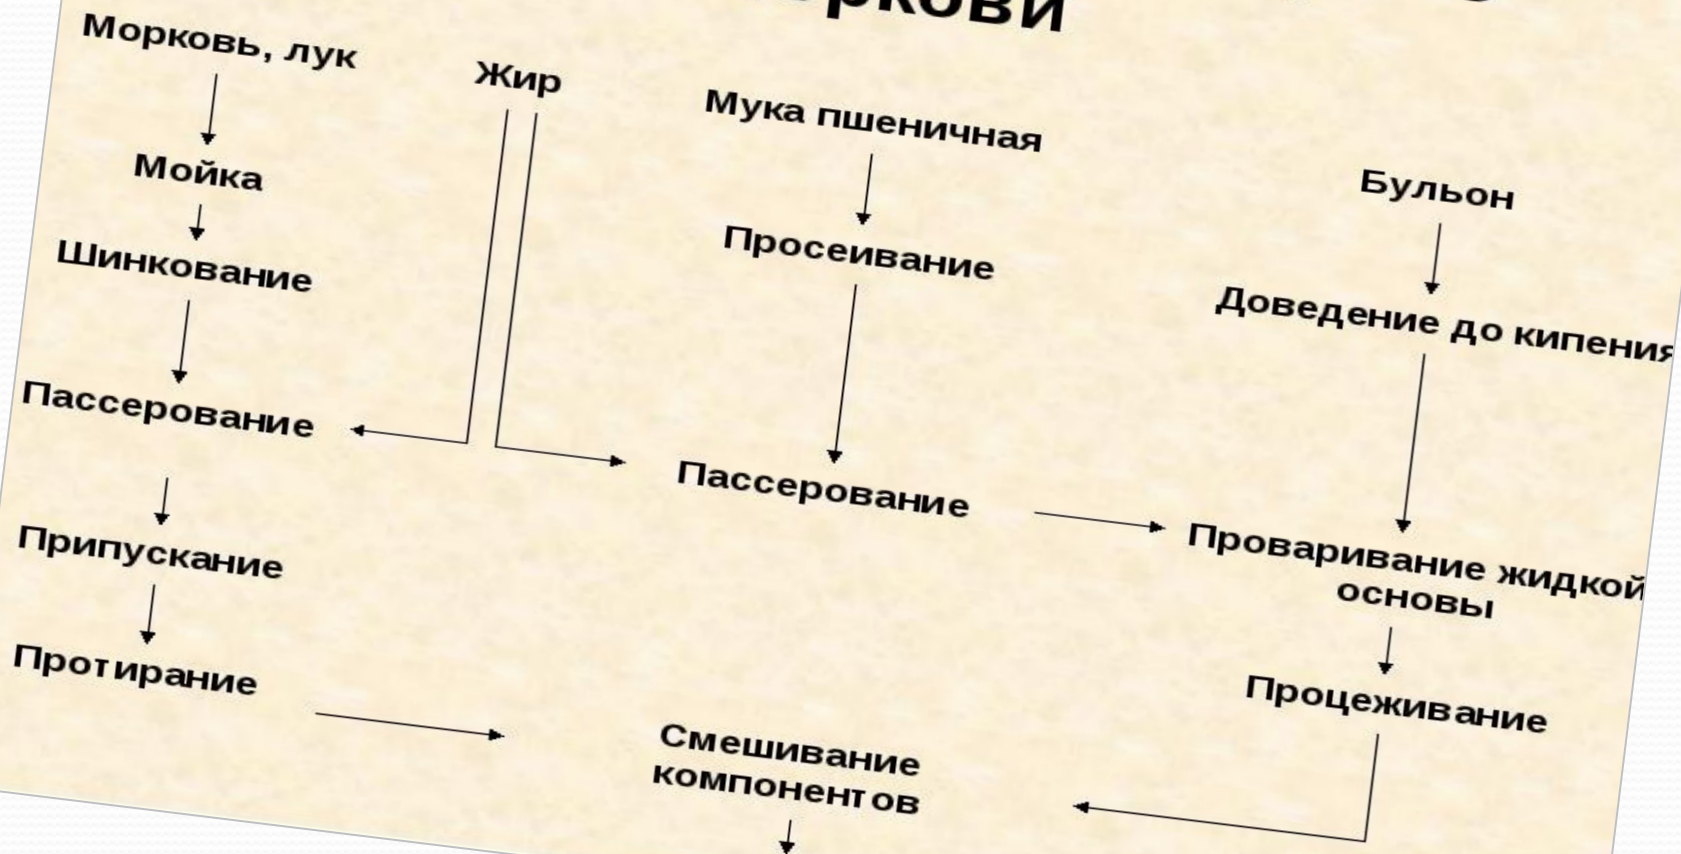 Морковь, лук
Жир
Мука пшеничная
Бульон
Мойка
Просеивание
Шинкование
Доведение до кипения
Пассерование
Пассерование
Проваривание жидкой
основы
Припускание
Протирание
Процеживание
Смешивание
компонентов